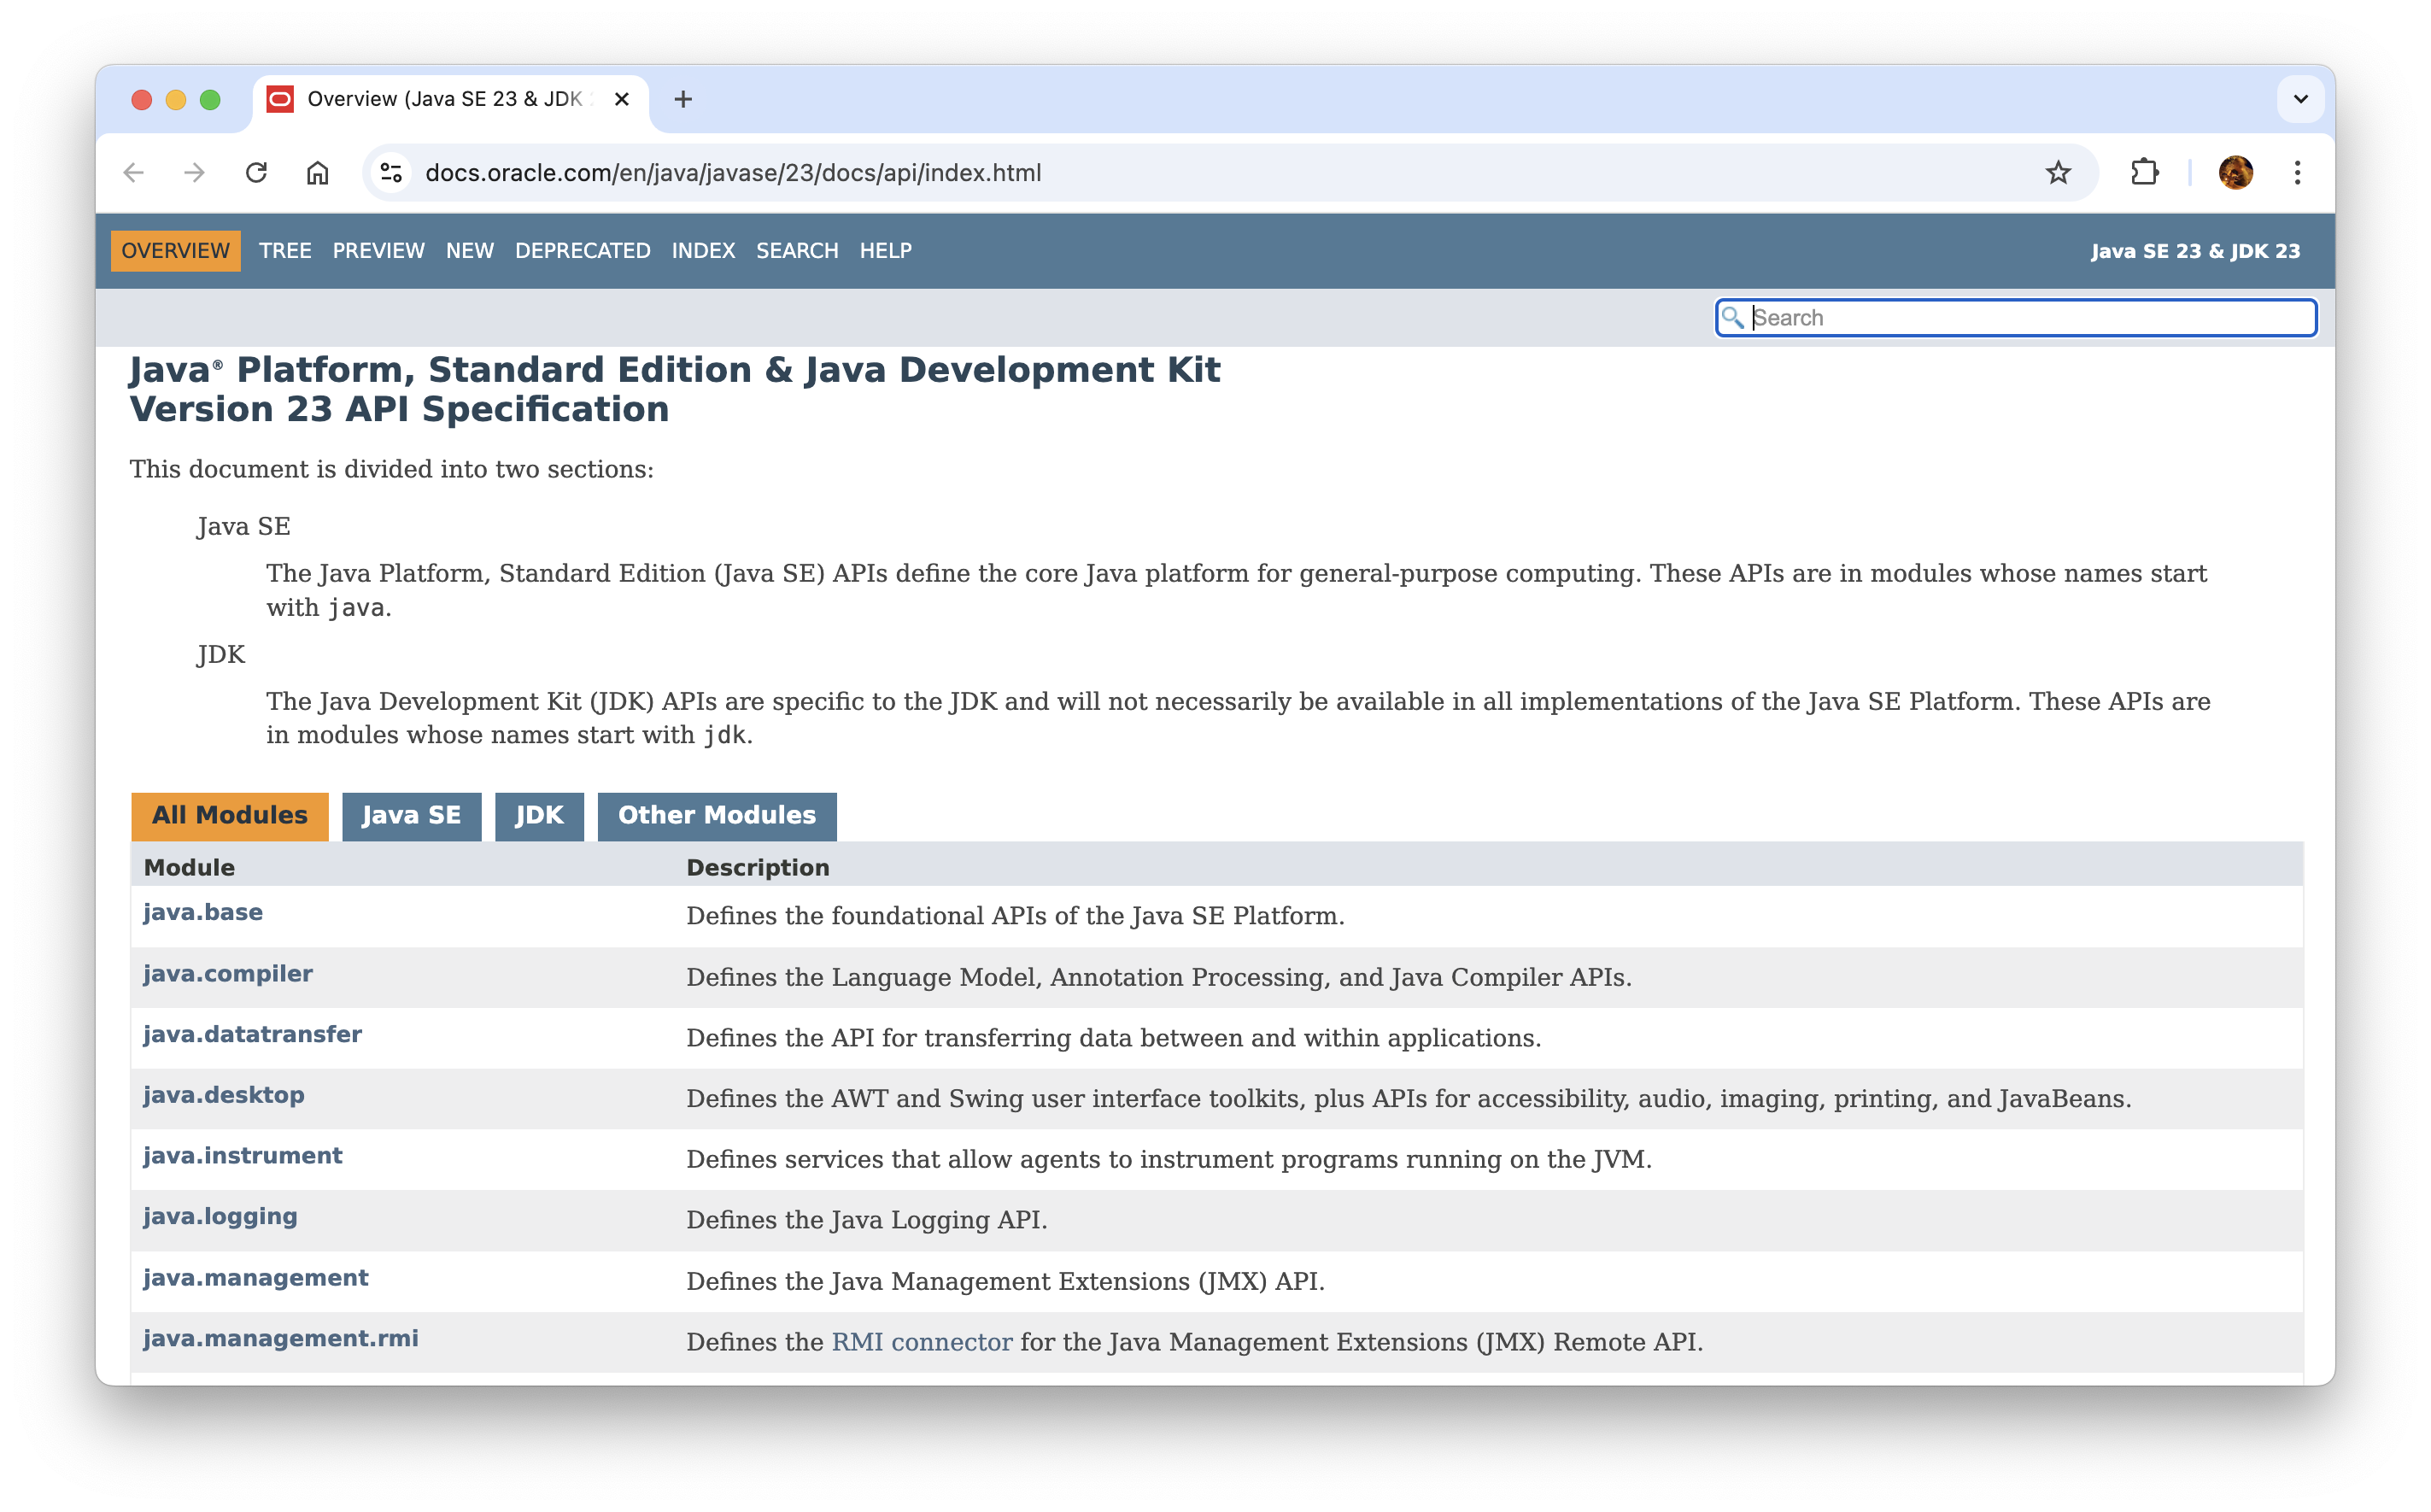 Overview (Java SE 23 & JDK
docs.oracle.com/en/java/javase/23/docs/api/index.html
OVERVIEW TREE PREVIEW NEW DEPRECATED INDEX SEARCH HELP Java SE 23 & JDK 23
Search
Java® Platform, Standard Edition & Java Development Kit
Version 23 API Specification
This document is divided into two sections:
Java SE
The Java Platform, Standard Edition (Java SE) APIs define the core Java platform for general-purpose computing. These APIs are in modules whose names start
with java.
JDK
The Java Development Kit (JDK) APIs are specific to the JDK and will not necessarily be available in all implementations of the Java SE Platform. These APIs are
in modules whose names start with jdk.
All Modules Java SE JDK Other Modules
Module Description
java.base Defines the foundational APIs of the Java SE Platform.
java.compiler Defines the Language Model, Annotation Processing, and Java Compiler APIs.
java.datatransfer Defines the API for transferring data between and within applications.
java.desktop Defines the AWT and Swing user interface toolkits, plus APIs for accessibility, audio, imaging, printing, and JavaBeans.
java.instrument Defines services that allow agents to instrument programs running on the JVM.
java.logging Defines the Java Logging API.
java.management Defines the Java Management Extensions (JMX) API.
java.management.rmi Defines the RMI connector for the Java Management Extensions (JMX) Remote API.